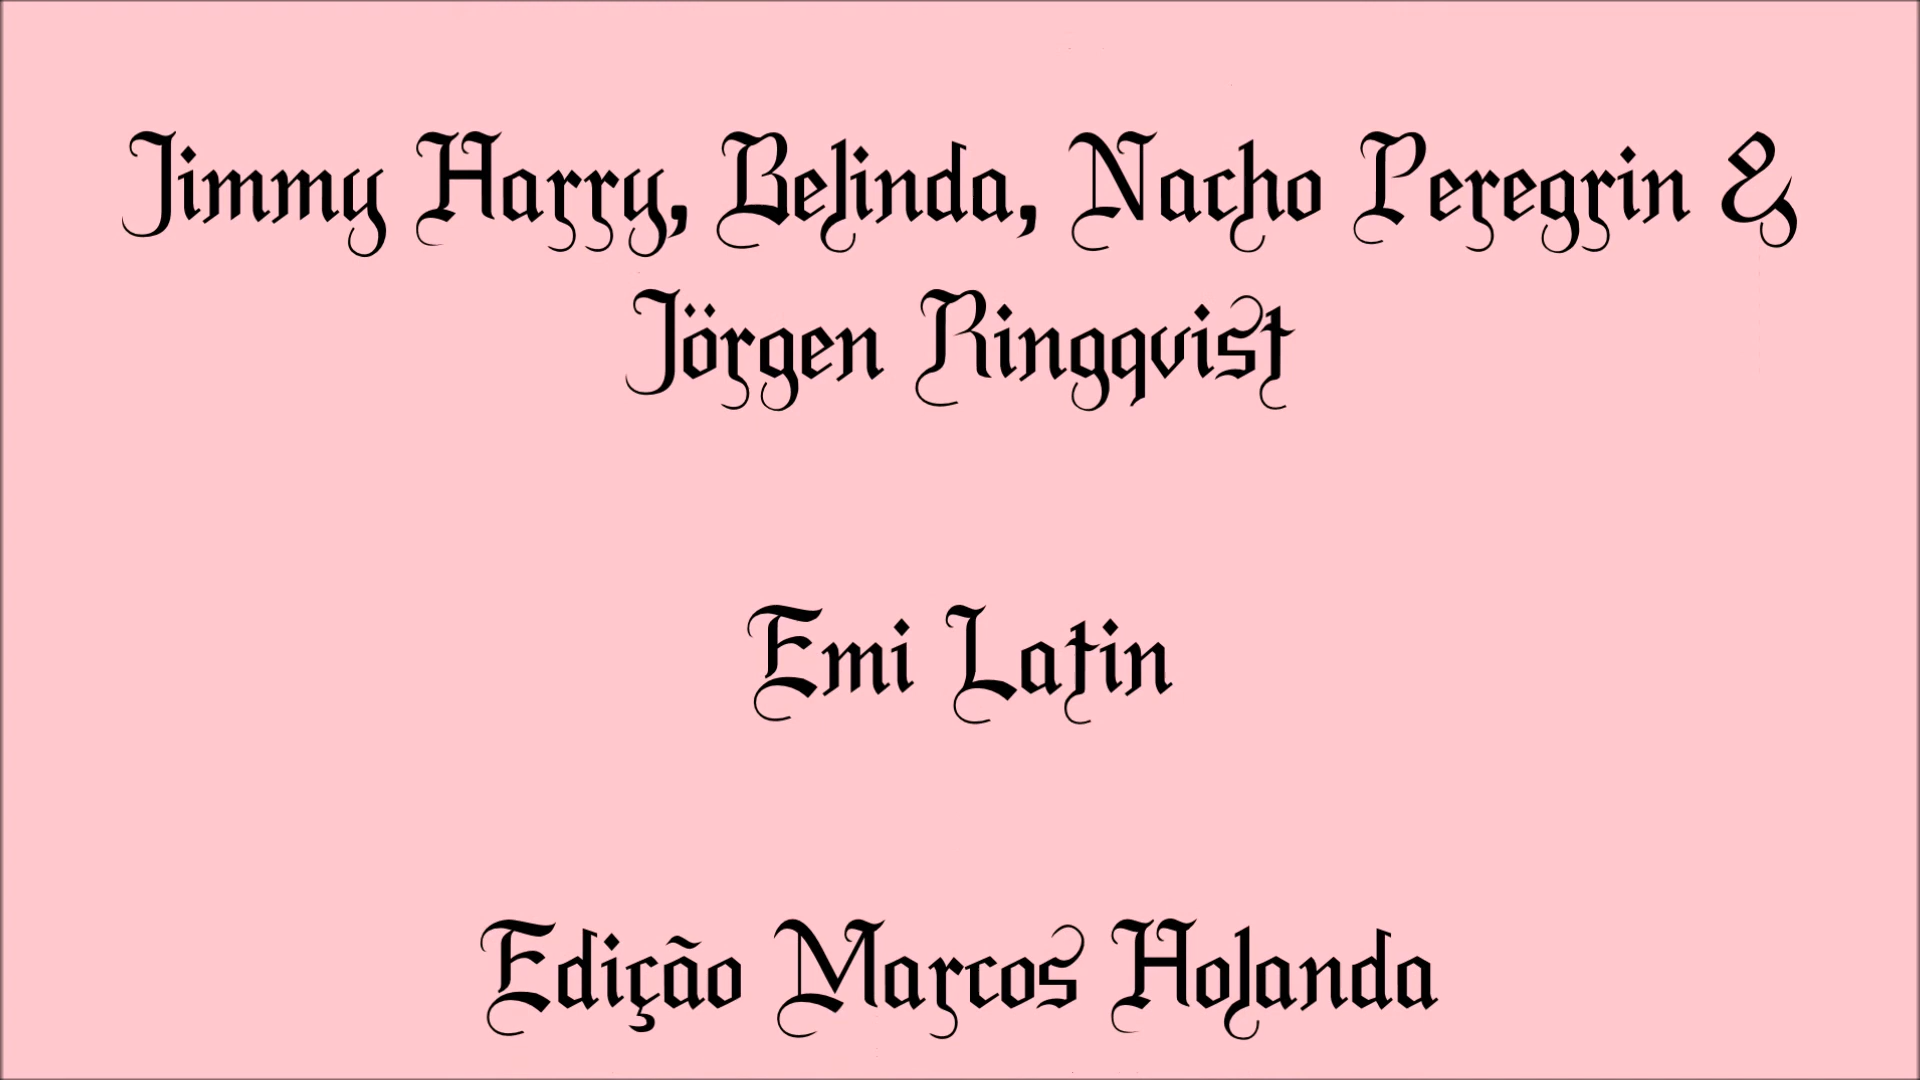 Jimmy Harry, Belinda, Nacho Peregrin &
Jörgen Ringqvist
Emi Latin
Edição Marcos Holanda